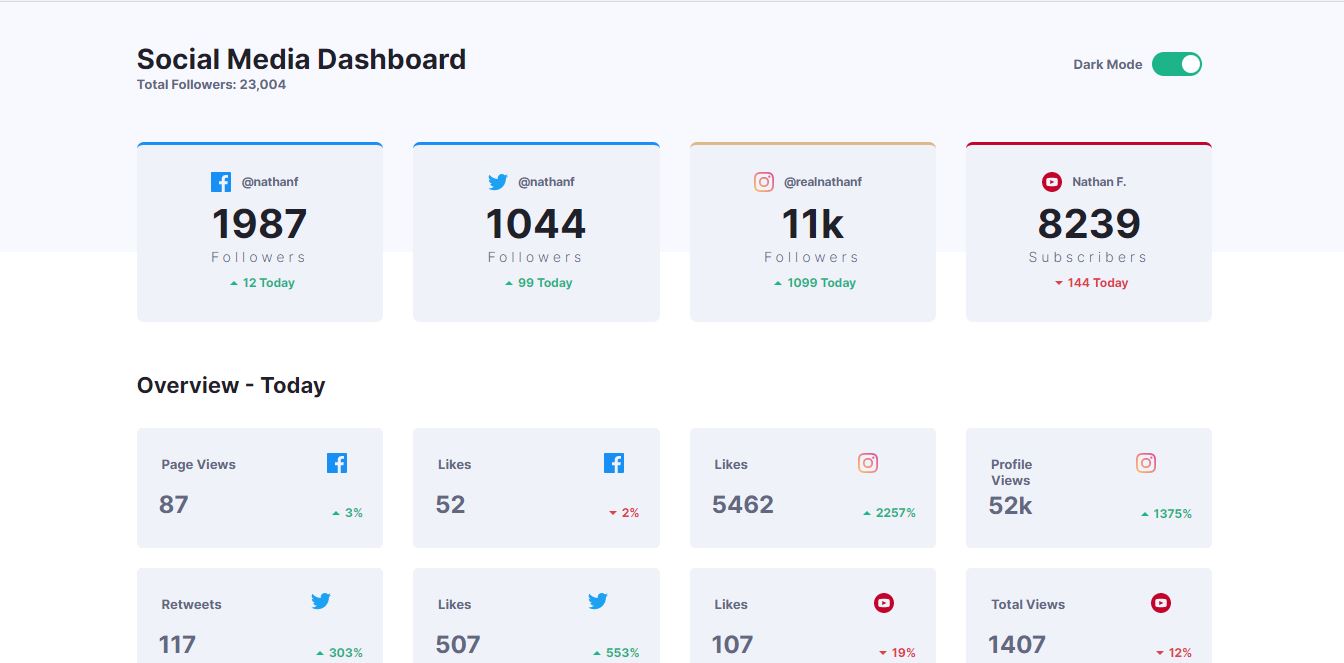 Social Media Dashboard
Total Followers: 23,004
Dark Mode
@nathanf
1987
Followers
12 Today
@nathanf
1044
Followers
99 Today
@realnathanf
11k
Followers
1099 Today
Nathan F.
8239
Subscribers
144 Today
Overview - Today
Page Views
87
3%
Likes
52
2%
Likes
5462
2257%
Profile
Views
52k
1375%
Retweets
117
303%
Likes
507
553%
Likes
107
19%
Total Views
1407
12%